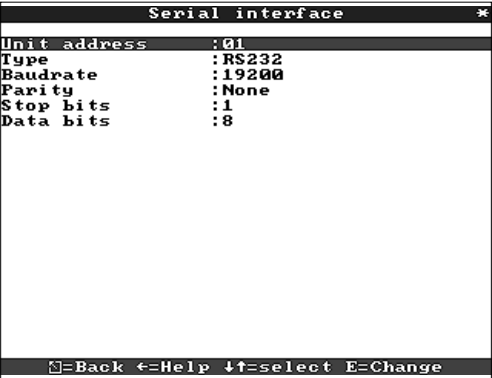 Serial interface *
Unit address :01
Type :RS232
Baudrate :19200
Parity :None
Stop bits :1
Data bits :8
⇱=Back ←=Help ↓↑=select E=Change